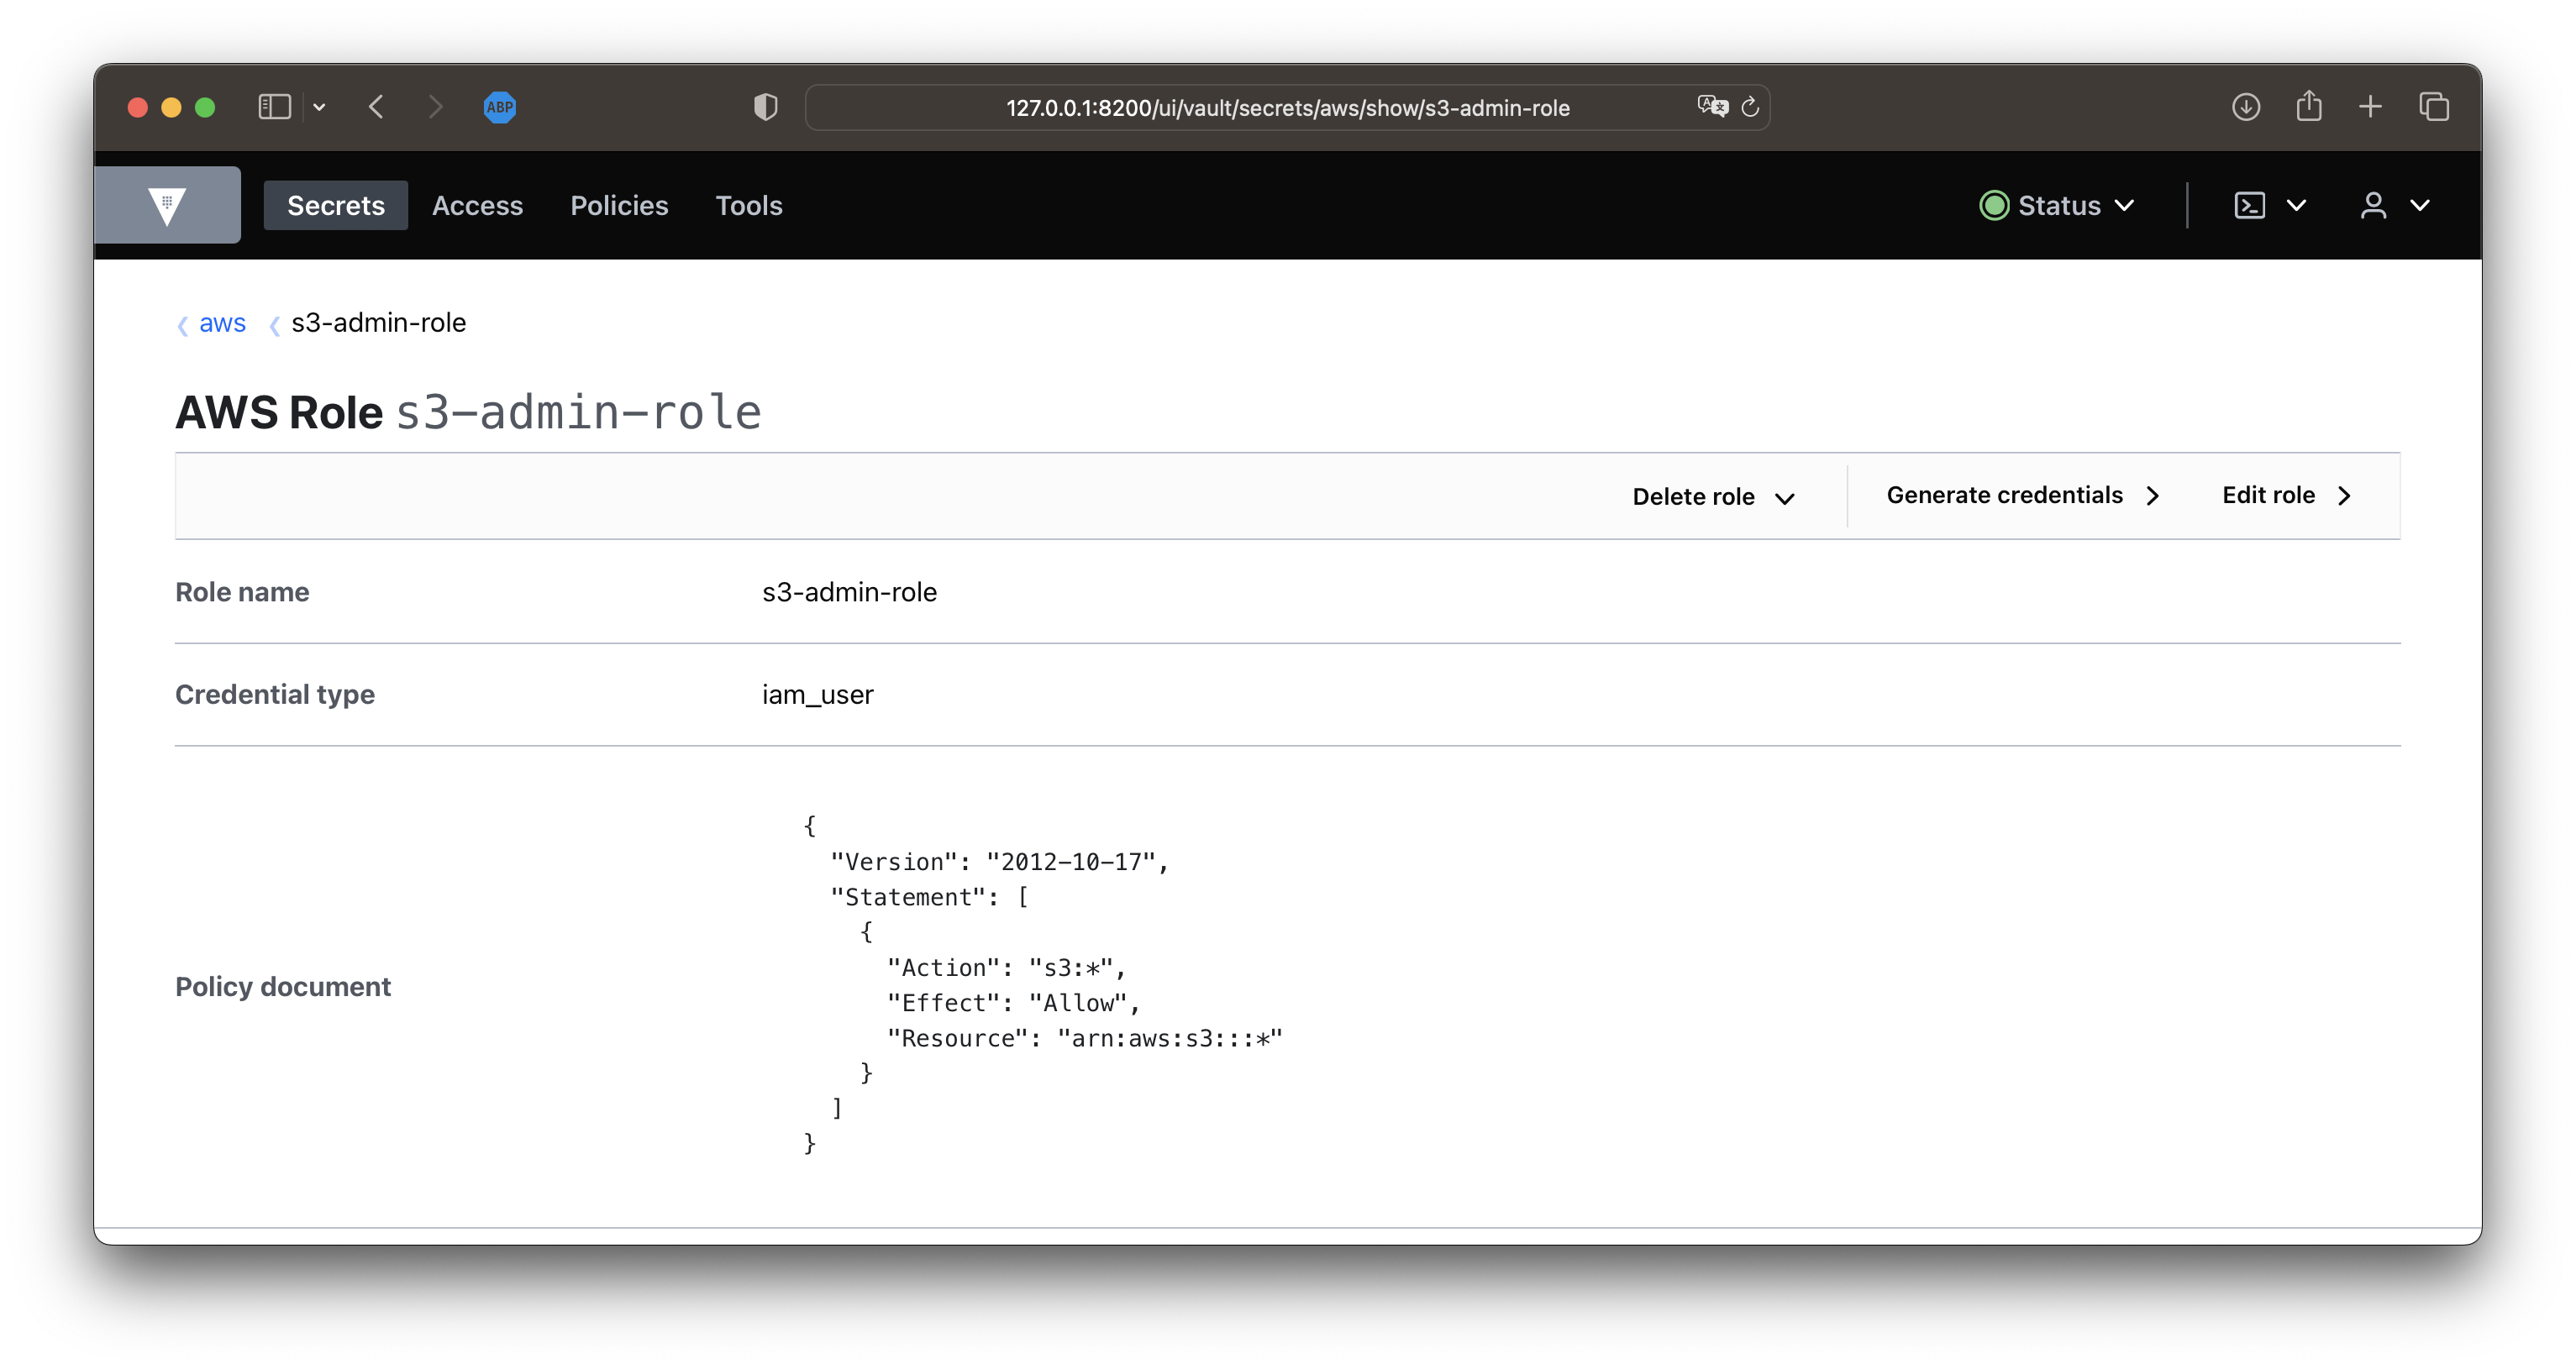 ABP
127.0.0.1:8200/ui/vault/secrets/aws/show/s3-admin-role
Secrets Access Policies Tools Status
aws s3-admin-role
AWS Role s3-admin-role
Delete role Generate credentials Edit role
Role name s3-admin-role
Credential type iam_user
Policy document
{
"Version": "2012-10-17",
"Statement": [
{
"Action": "s3:*",
"Effect": "Allow",
"Resource": "arn:aws:s3:::*"
}
]
}